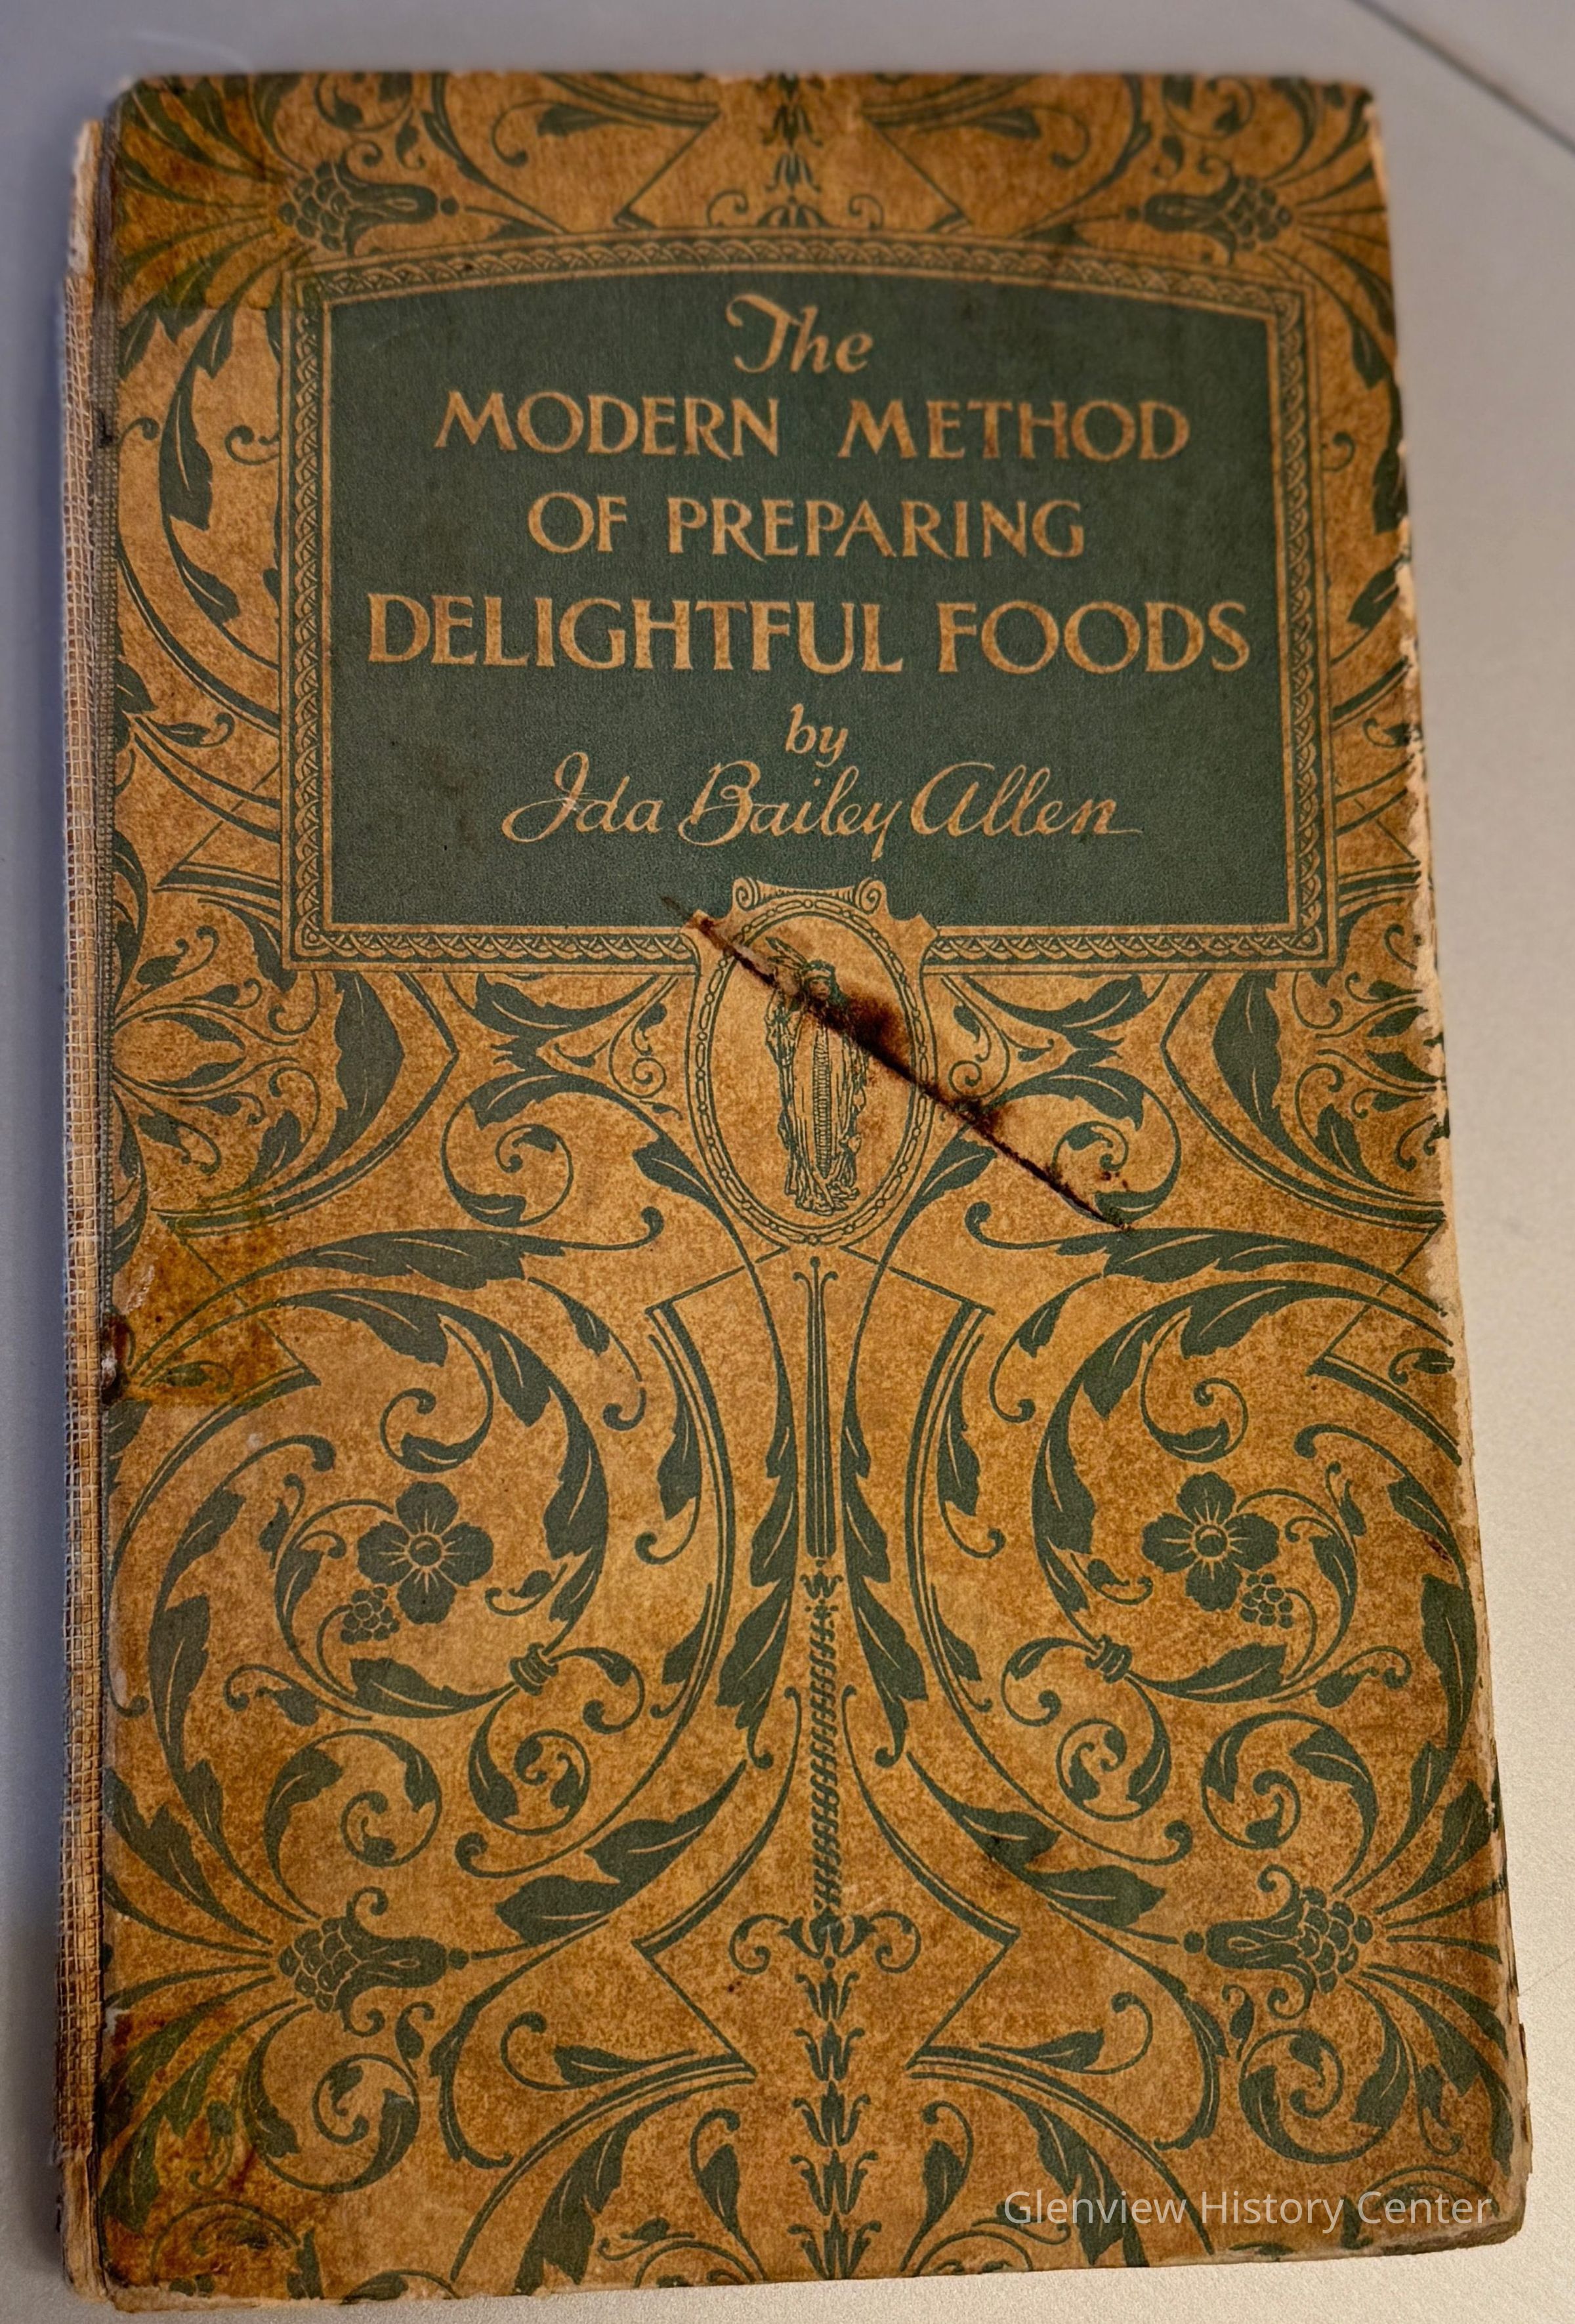 The
MODERN METHOD
OF PREPARING
DELIGHTFUL FOODS
by
Ida Bailey Allen
Glenview History Center